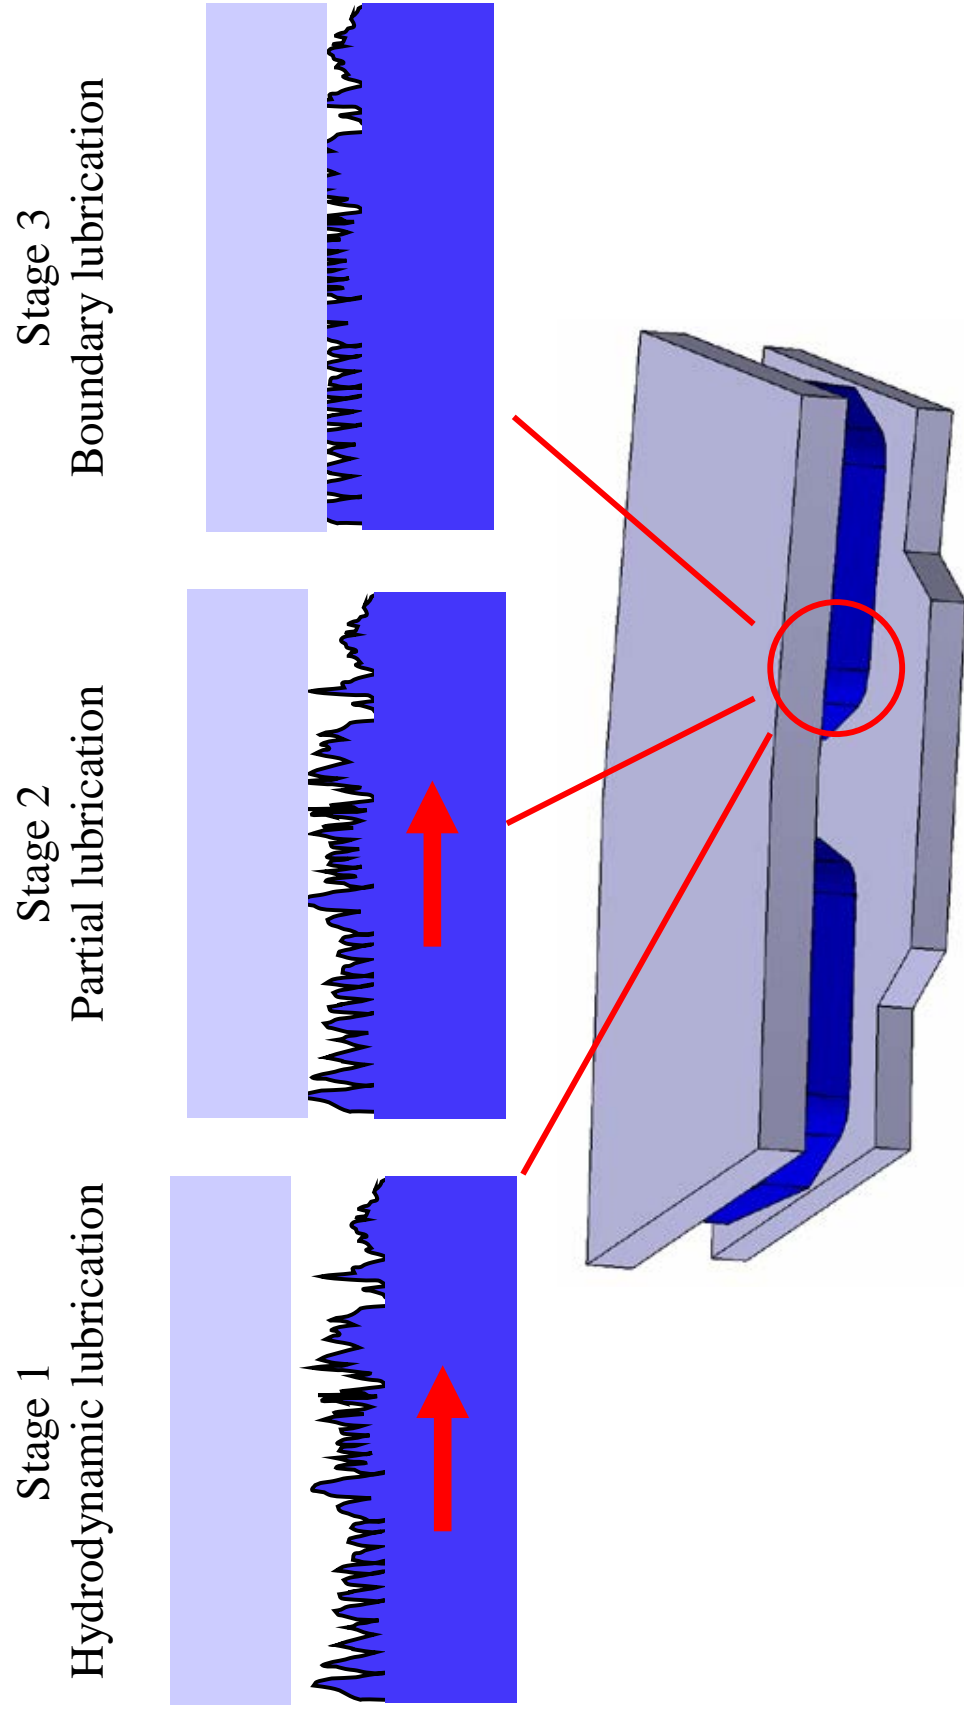 Stage 1
Hydrodynamic lubrication
Stage 2
Partial lubrication
Stage 3
Boundary lubrication